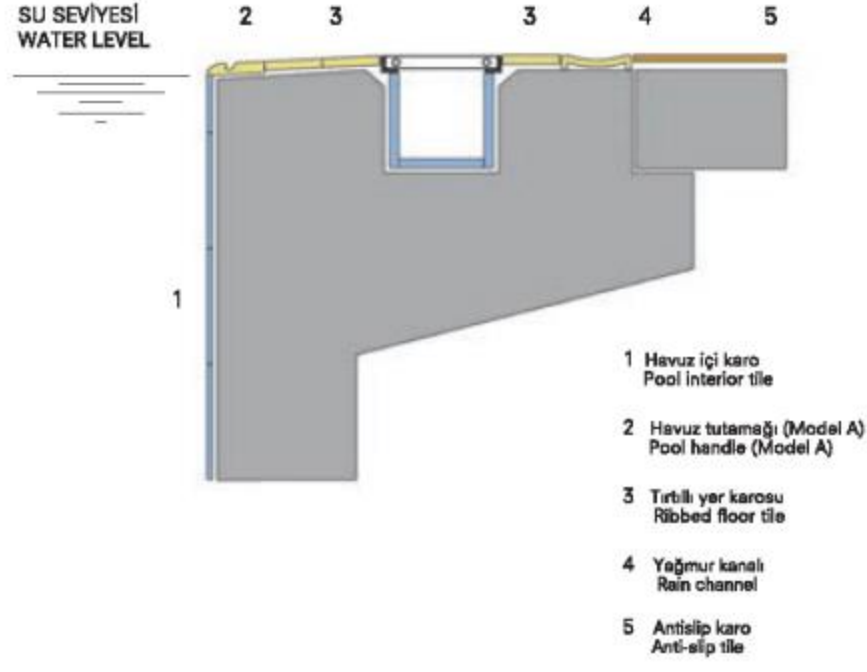 SU SEVİYESİ
WATER LEVEL
2 3 3 4 5
1
1 Havuz içi karo
Pool interior tile
2 Havuz tutamağı (Model A)
Pool handle (Model A)
3 Tırtıllı yer karosu
Ribbed floor tile
4 Yağmur kanalı
Rain channel
5 Antislip karo
Anti-slip tile